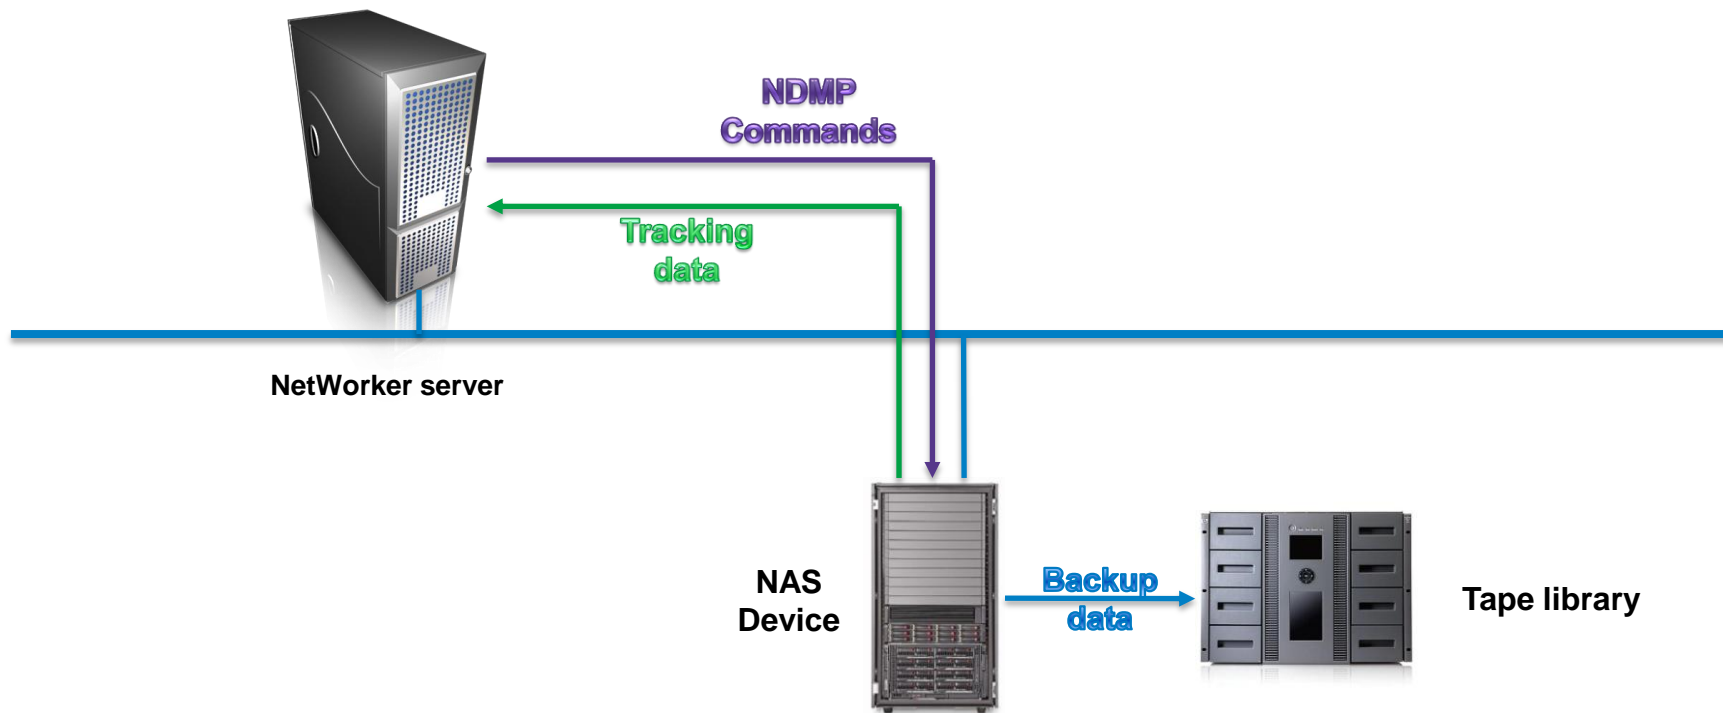 NDMP
Commands
Tracking
data
NetWorker server
NAS
Device
Backup
data
Tape library